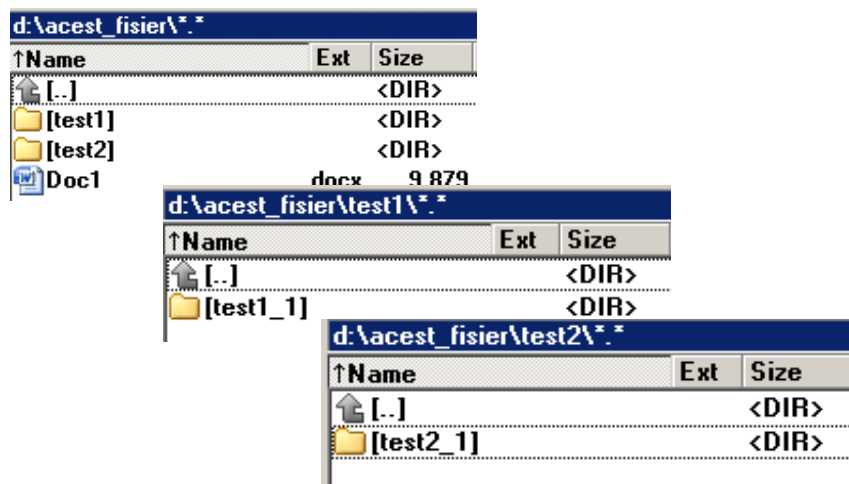 d:\acest_fisier\*.*
↑Name Ext Size
[..] <DIR>
[test1] <DIR>
[test2] <DIR>
Doc1 docx 9 879
d:\acest_fisier\test1\*.*
↑Name Ext Size
[..] <DIR>
[test1_1] <DIR>
d:\acest_fisier\test2\*.*
↑Name Ext Size
[..] <DIR>
[test2_1] <DIR>